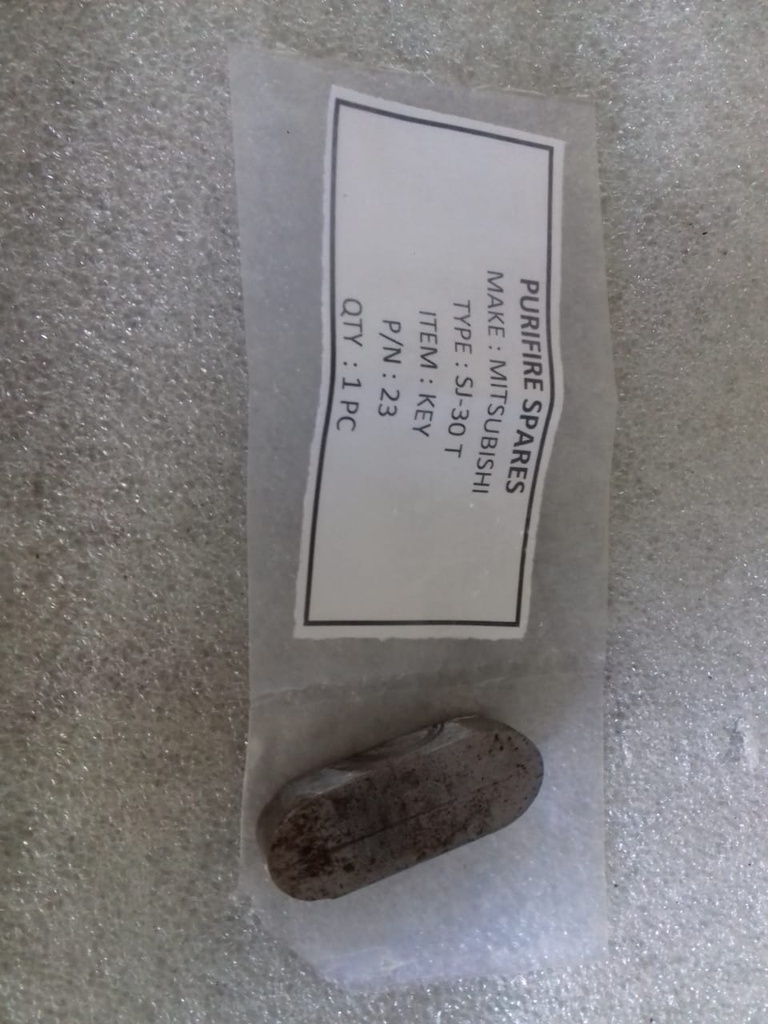 PURIFIRE SPARES
MAKE : MITSUBISHI
TYPE : SJ-30 T
ITEM : KEY
P/N : 23
QTY : 1 PC